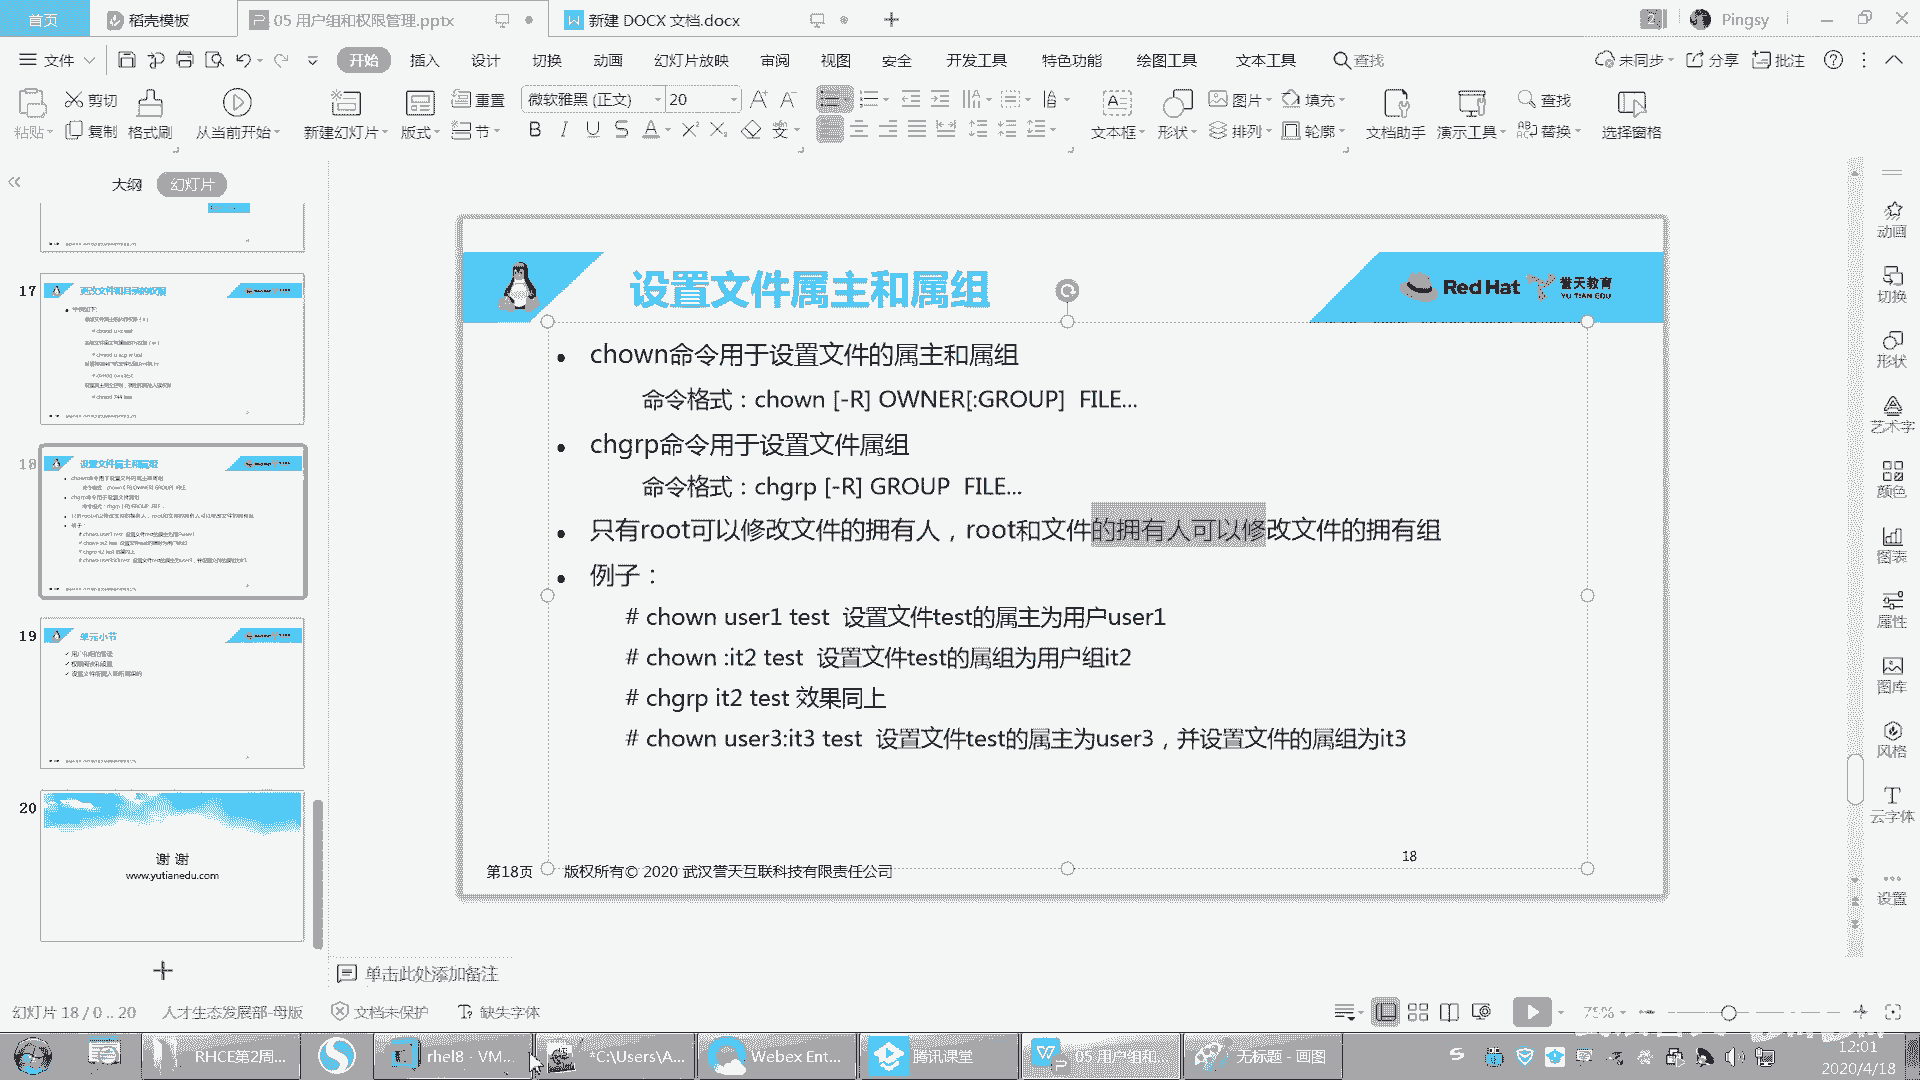 首页
稻壳模板
05 用户组和权限管理.pptx
新建 DOCX 文档.docx
Pingsy
文件
开始
插入
设计
切换
动画
幻灯片放映
审阅
视图
安全
开发工具
特色功能
绘图工具
文本工具
查找
未同步
分享
批注
粘贴
剪切
复制
格式刷
从当前开始
新建幻灯片
版式
重置
节
微软雅黑 (正文)
20
文本框
形状
图片
排列
填充
轮廓
文档助手
演示工具
查找
替换
选择窗格
大纲
幻灯片
17
更改文件和目录的权限
18
设置文件属主和属组
19
单元小节
20
谢 谢
www.yutianedu.com
设置文件属主和属组
Red Hat
誉天教育
YU TIAN EDU
• chown命令用于设置文件的属主和属组
命令格式：chown [-R] OWNER[:GROUP] FILE...
• chgrp命令用于设置文件属组
命令格式：chgrp [-R] GROUP FILE...
• 只有root可以修改文件的拥有人，root和文件的拥有人可以修改文件的拥有组
• 例子：
# chown user1 test 设置文件test的属主为用户user1
# chown :it2 test 设置文件test的属组为用户组it2
# chgrp it2 test 效果同上
# chown user3:it3 test 设置文件test的属主为user3，并设置文件的属组为it3
18
第18页
版权所有© 2020 武汉誉天互联科技有限责任公司
动画
切换
形状
艺术字
颜色
图表
属性
图库
风格
云字体
设置
单击此处添加备注
幻灯片 18 / 0 .. 20
人才生态发展部-母版
文档未保护
缺失字体
75%
RHCE第2周...
rhel8 - VM...
*C:\Users\A...
Webex Ent...
腾讯课堂
05 用户组和...
无标题 - 画图
12:01
2020/4/18